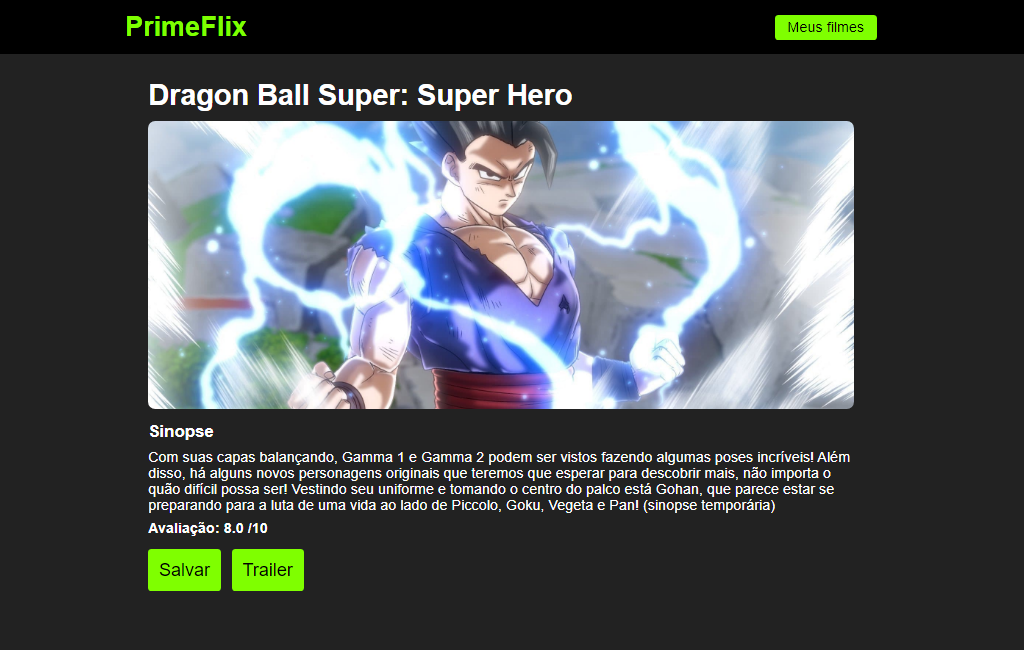 PrimeFlix
Meus filmes
Dragon Ball Super: Super Hero
Sinopse
Com suas capas balançando, Gamma 1 e Gamma 2 podem ser vistos fazendo algumas poses incríveis! Além
disso, há alguns novos personagens originais que teremos que esperar para descobrir mais, não importa o
quão difícil possa ser! Vestindo seu uniforme e tomando o centro do palco está Gohan, que parece estar se
preparando para a luta de uma vida ao lado de Piccolo, Goku, Vegeta e Pan! (sinopse temporária)
Avaliação: 8.0 /10
Salvar
Trailer